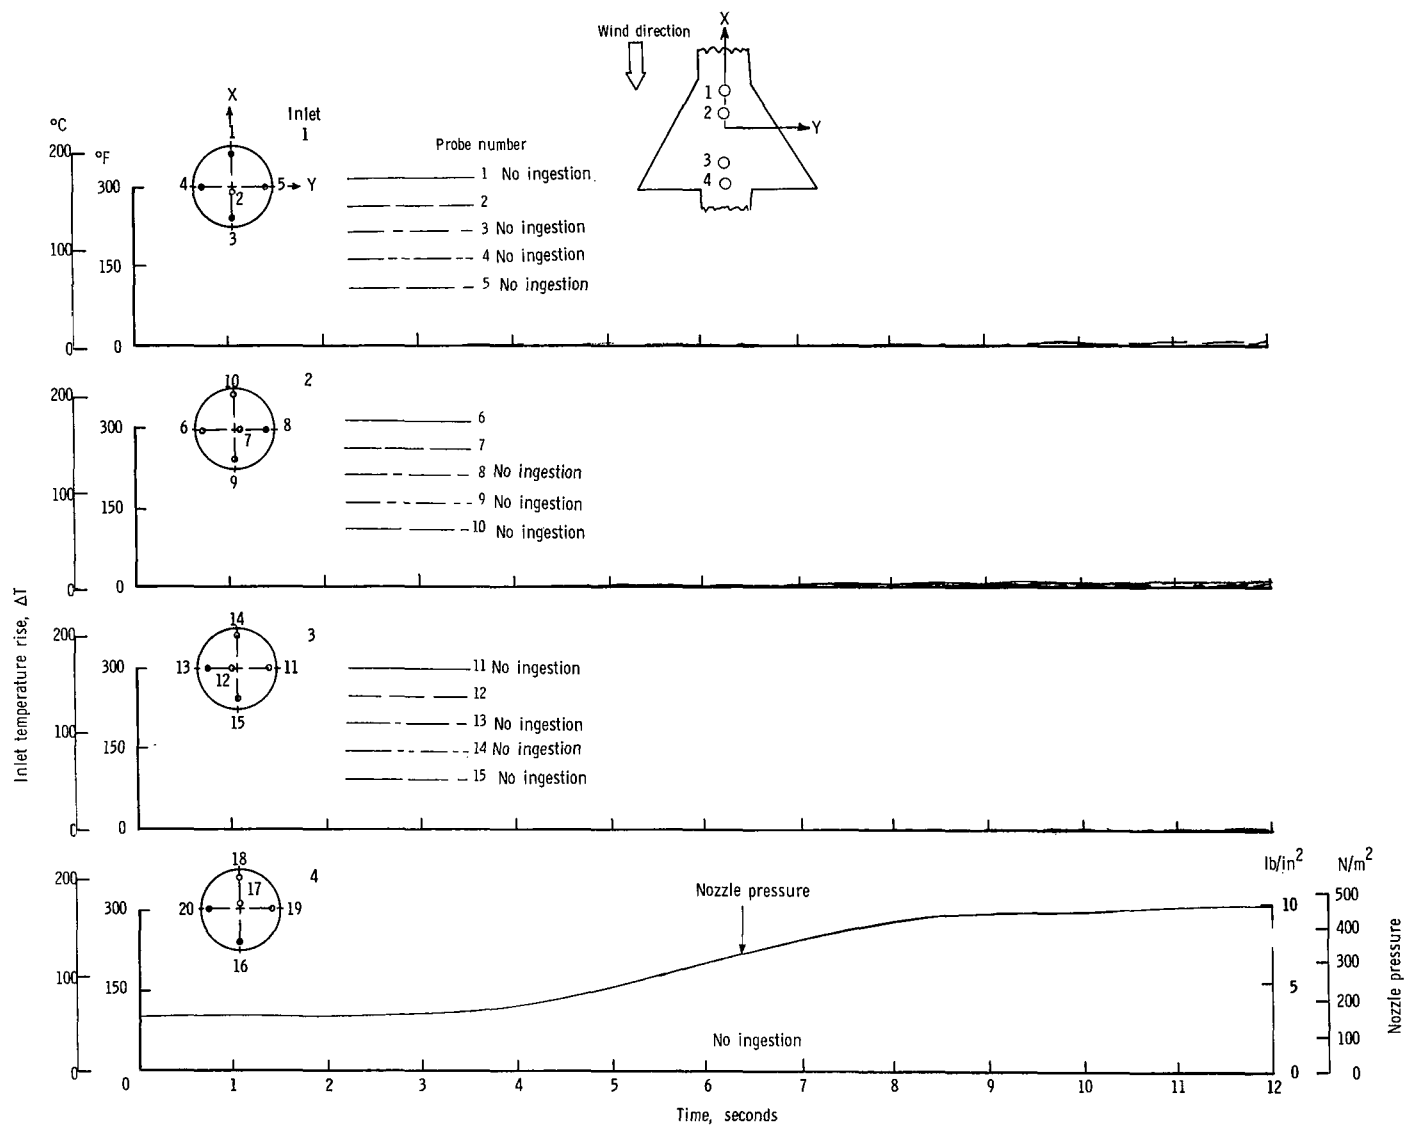 Wind direction
X
1
2
Y
3
4
X
Inlet
1
°C
200
°F
300
100
150
0
0
1
4
5
Y
2
3
Probe number
1 No ingestion
2
3 No ingestion
4 No ingestion
5 No ingestion
10
2
200
300
100
150
0
0
6
8
7
9
6
7
8 No ingestion
9 No ingestion
10 No ingestion
Inlet temperature rise, ΔT
14
3
200
300
100
150
0
0
13
11
12
15
11 No ingestion
12
13 No ingestion
14 No ingestion
15 No ingestion
18
4
200
300
100
150
0
0
17
20
19
16
Nozzle pressure
No ingestion
lb/in²
N/m²
10
5
0
500
400
300
200
100
0
Nozzle pressure
1 2 3 4 5 6 7 8 9 10 11 12
Time, seconds